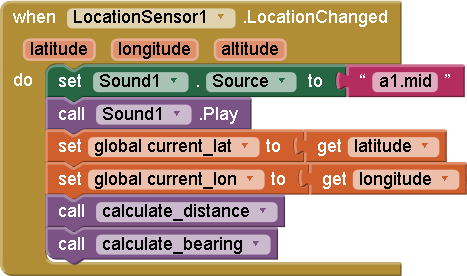 when LocationSensor1 .LocationChanged
latitude longitude altitude
do set Sound1 . Source to “ a1.mid ”
call Sound1 .Play
set global current_lat to get latitude
set global current_lon to get longitude
call calculate_distance
call calculate_bearing